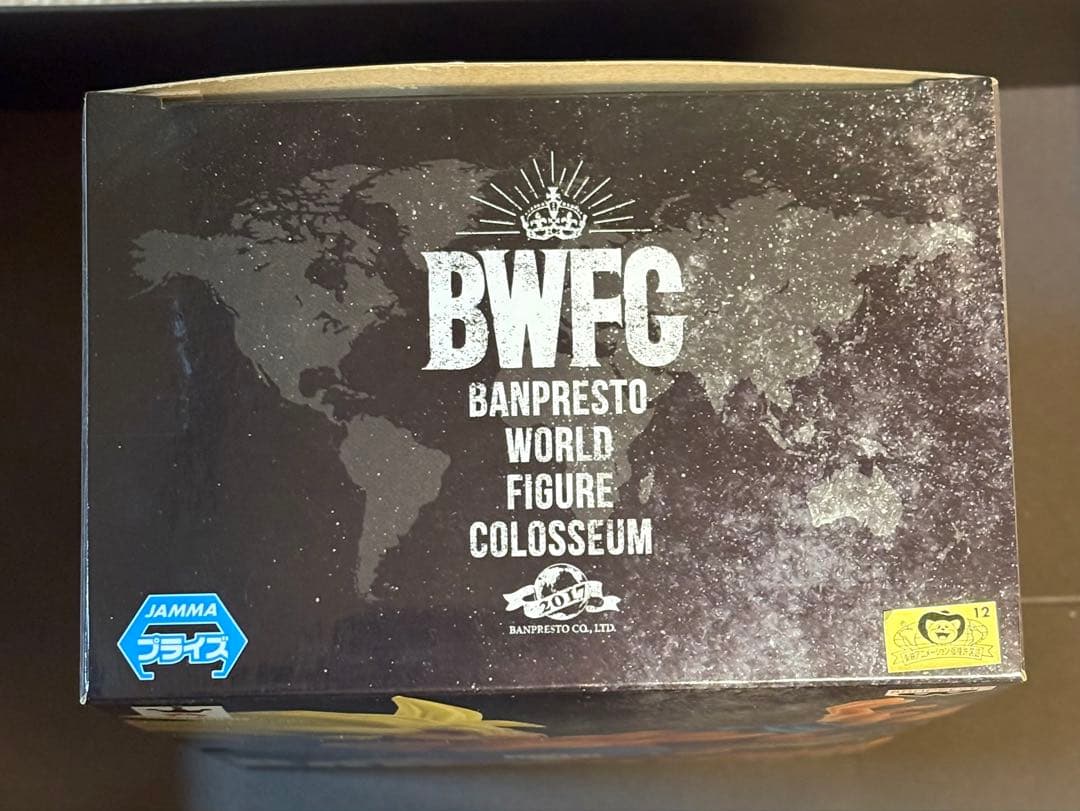 BWFC
BANPRESTO
WORLD
FIGURE
COLOSSEUM
2017
BANPRESTO CO., LTD.
JAMMA
プライズ
12